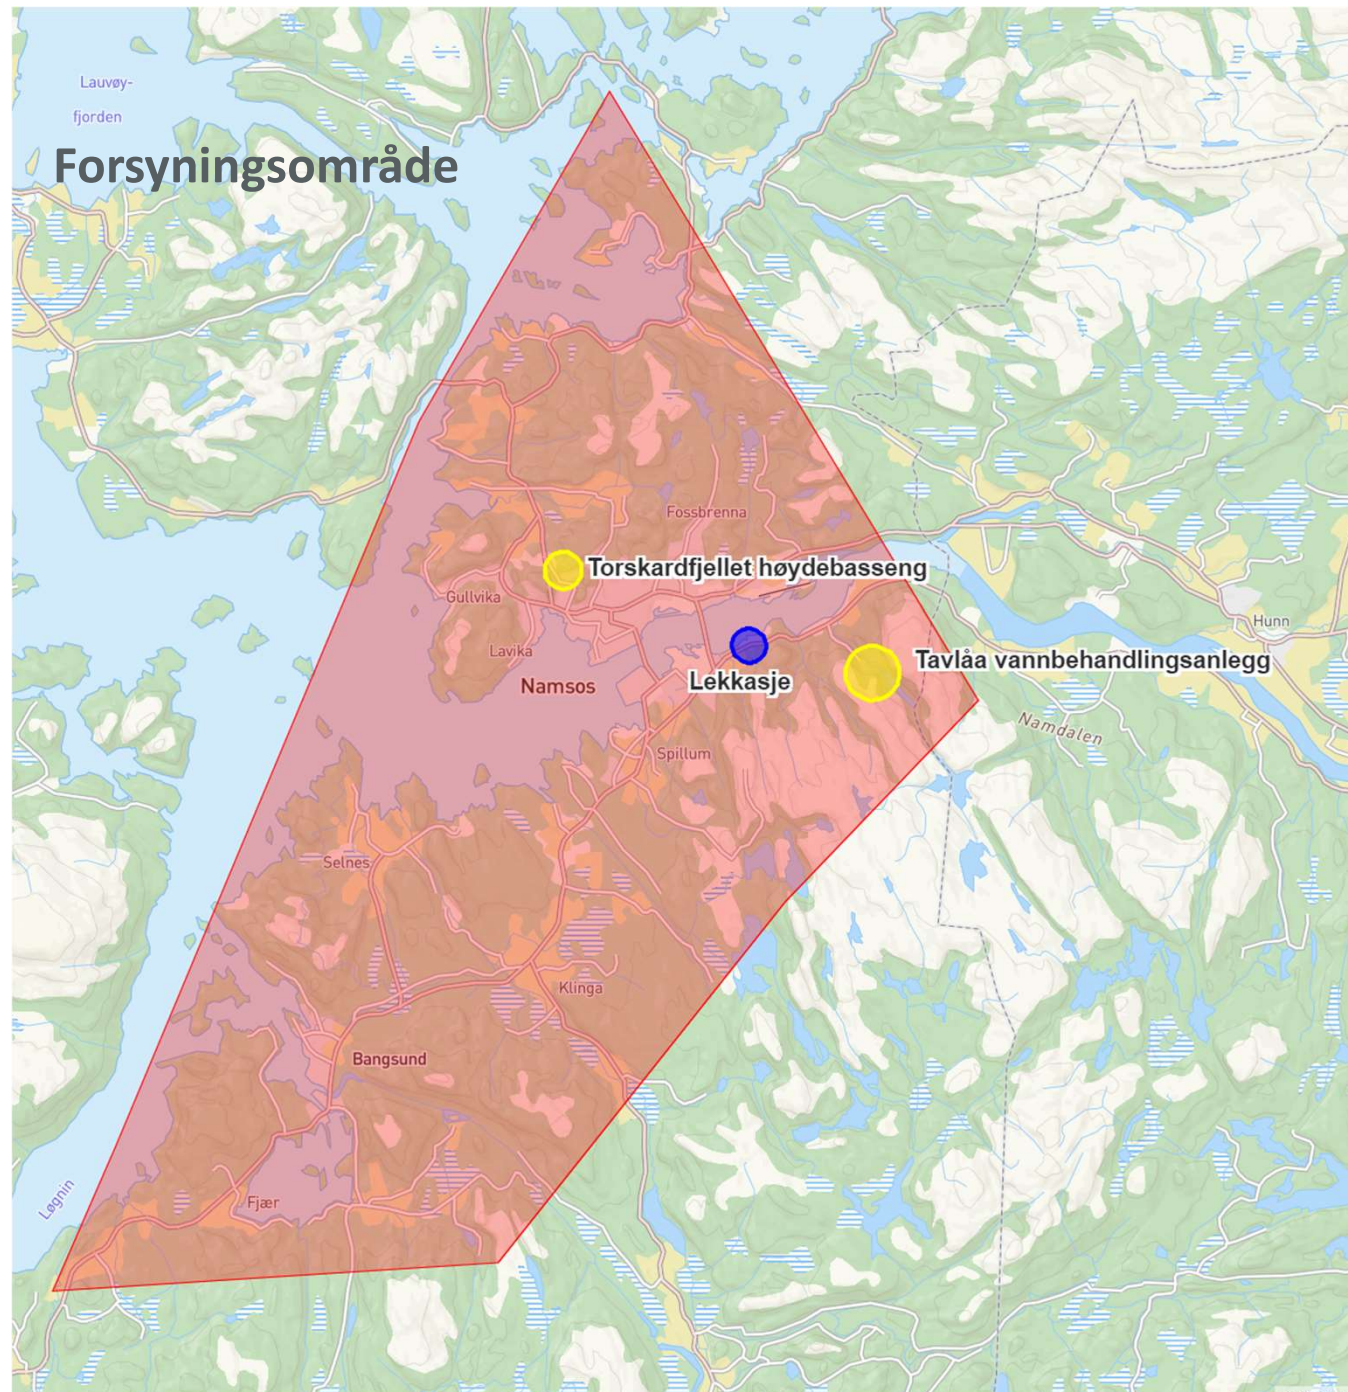 Lauvøy-
fjorden
Forsyningsområde
Fossbrenna
Torskardfjellet høydebasseng
Gullvika
Hunn
Lavika
Tavlåa vannbehandlingsanlegg
Lekkasje
Namsos
Namdalen
Spillum
Selnes
Klinga
Bangsund
Løgnin
Fjær